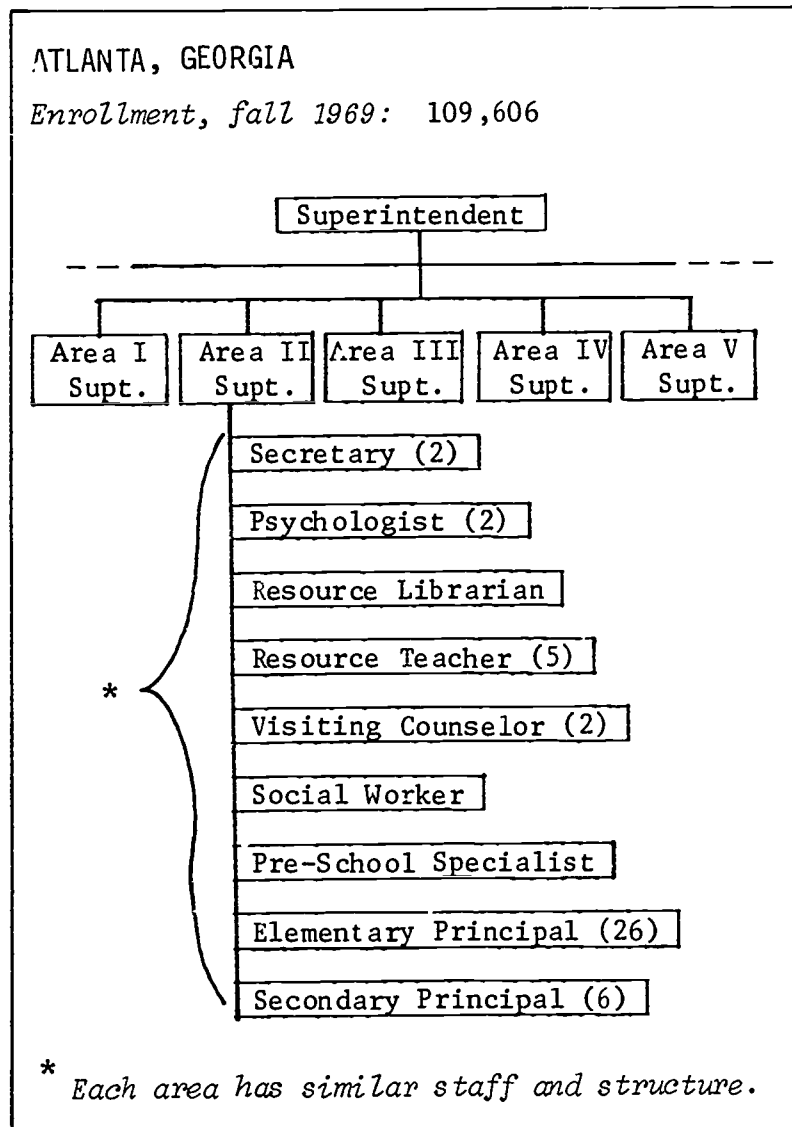 ATLANTA, GEORGIA
Enrollment, fall 1969: 109,606
Superintendent
Area I Supt.
Area II Supt.
Area III Supt.
Area IV Supt.
Area V Supt.
Secretary (2)
Psychologist (2)
Resource Librarian
Resource Teacher (5)
*
Visiting Counselor (2)
Social Worker
Pre-School Specialist
Elementary Principal (26)
Secondary Principal (6)
* Each area has similar staff and structure.